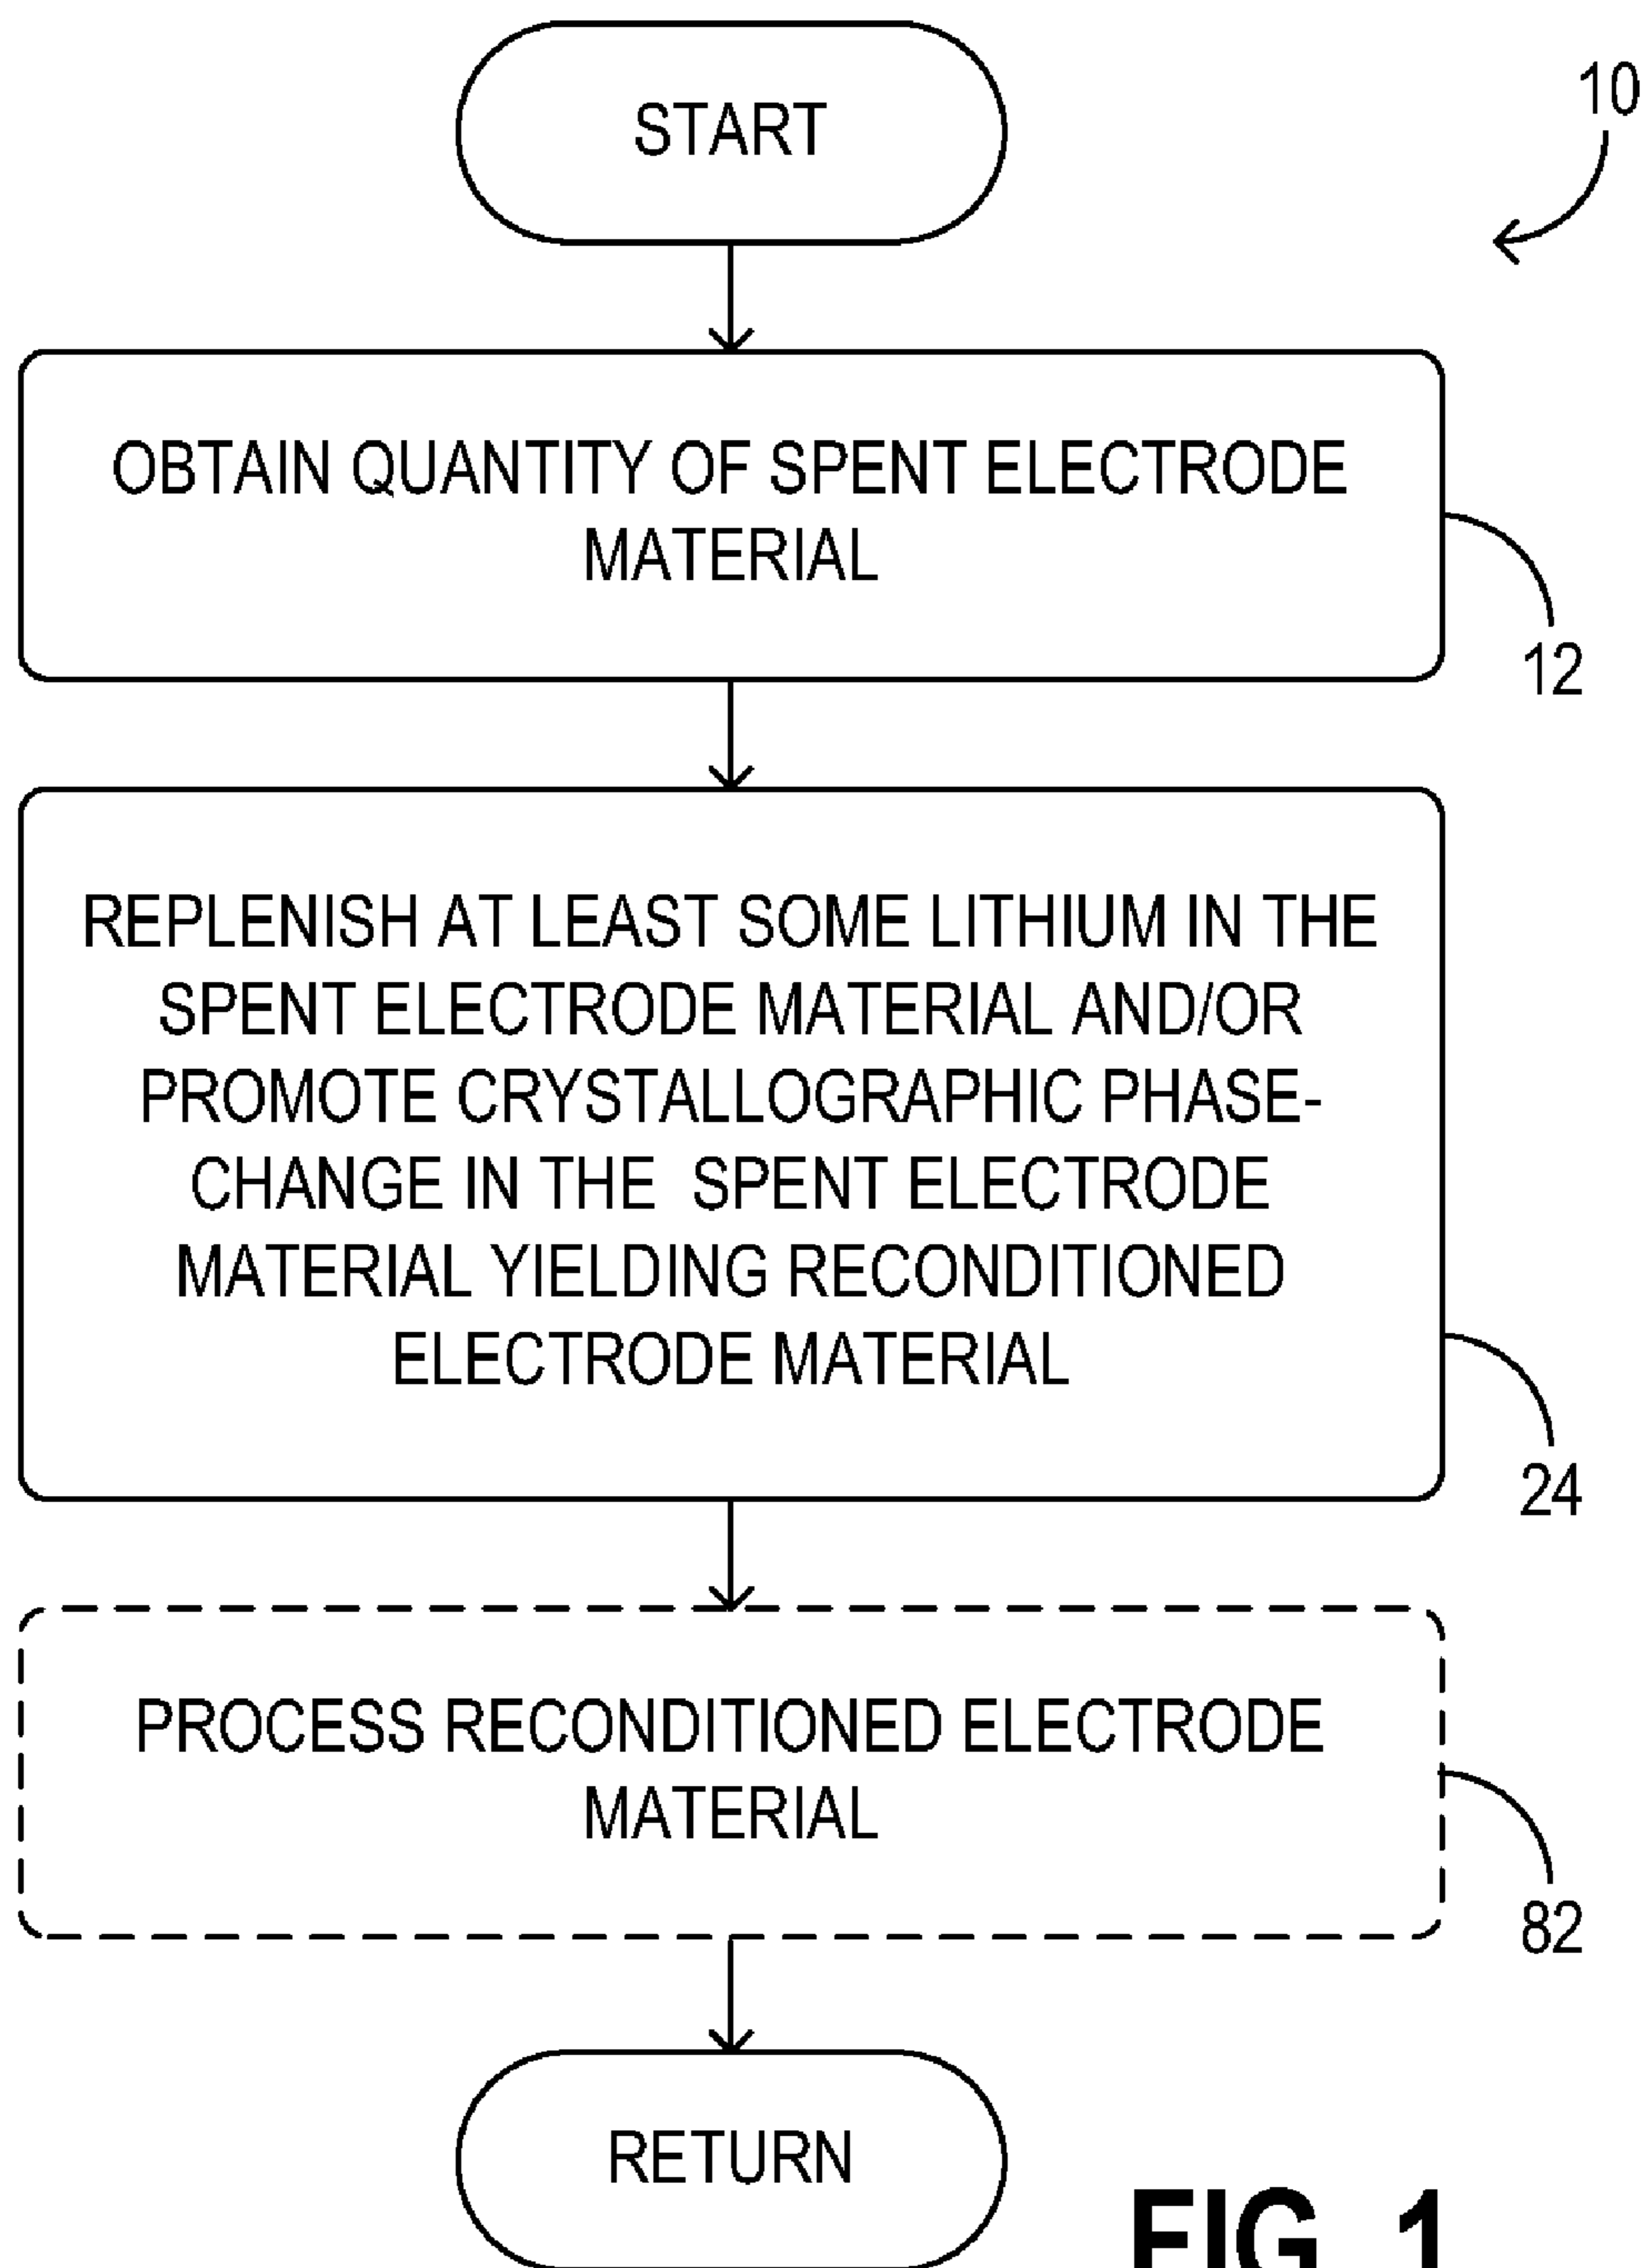 START
10
OBTAIN QUANTITY OF SPENT ELECTRODE
MATERIAL
12
REPLENISH AT LEAST SOME LITHIUM IN THE
SPENT ELECTRODE MATERIAL AND/OR
PROMOTE CRYSTALLOGRAPHIC PHASE-
CHANGE IN THE SPENT ELECTRODE
MATERIAL YIELDING RECONDITIONED
ELECTRODE MATERIAL
24
PROCESS RECONDITIONED ELECTRODE
MATERIAL
82
RETURN
FIG. 1